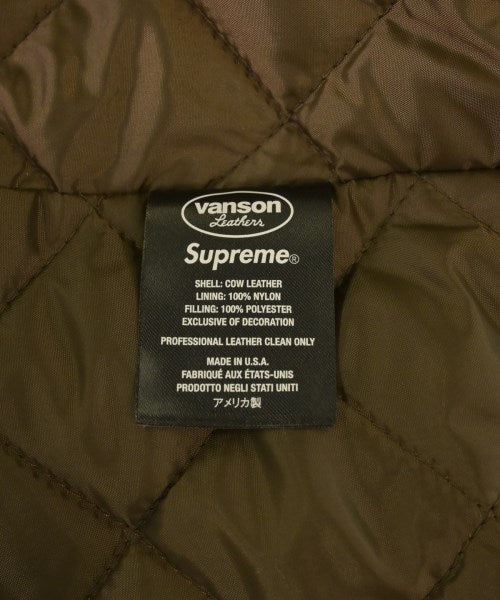 vanson
Leathers
Supreme®
SHELL: COW LEATHER
LINING: 100% NYLON
FILLING: 100% POLYESTER
EXCLUSIVE OF DECORATION
PROFESSIONAL LEATHER CLEAN ONLY
MADE IN U.S.A.
FABRIQUÉ AUX ÉTATS-UNIS
PRODOTTO NEGLI STATI UNITI
アメリカ製